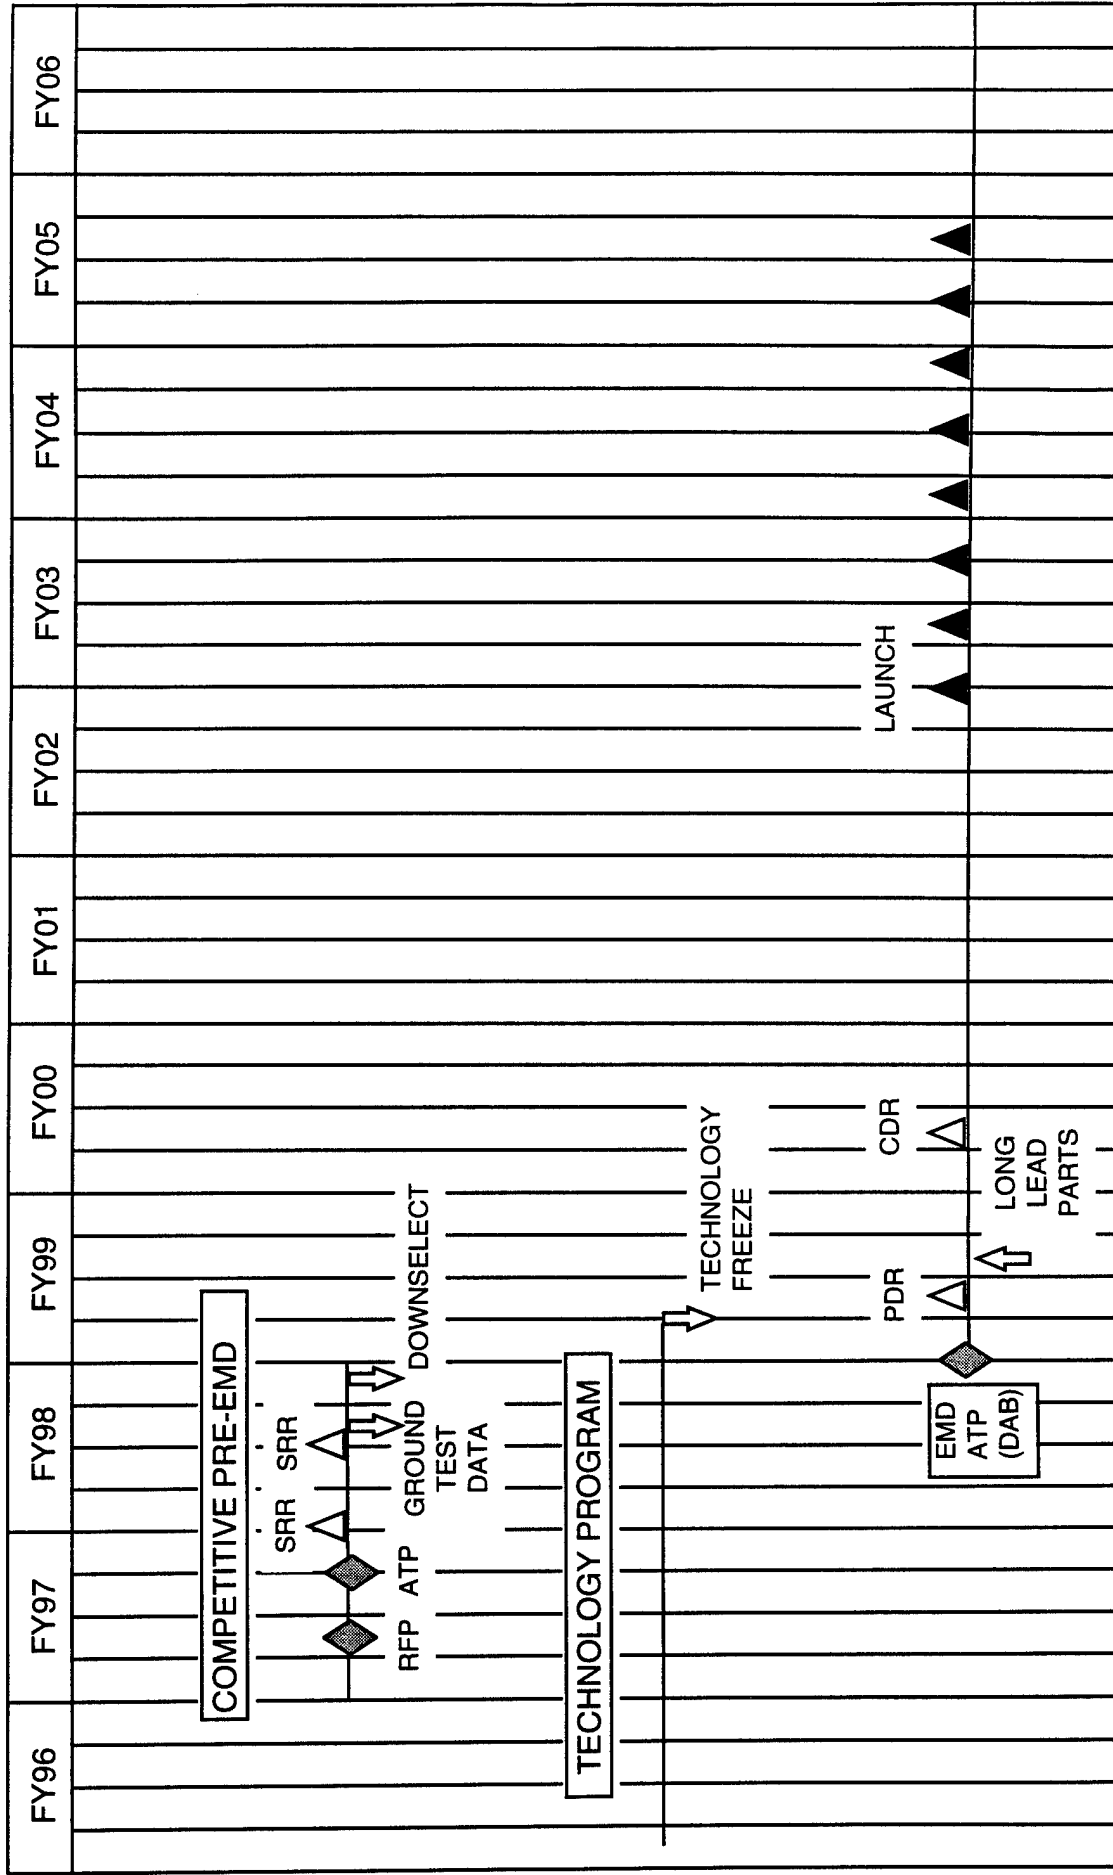 FY96
FY97
FY98
FY99
FY00
FY01
FY02
FY03
FY04
FY05
FY06
COMPETITIVE PRE-EMD
SRR
SRR
RFP
ATP
GROUND
TEST
DATA
DOWNSELECT
TECHNOLOGY PROGRAM
TECHNOLOGY
FREEZE
EMD
ATP
(DAB)
PDR
CDR
LAUNCH
LONG
LEAD
PARTS